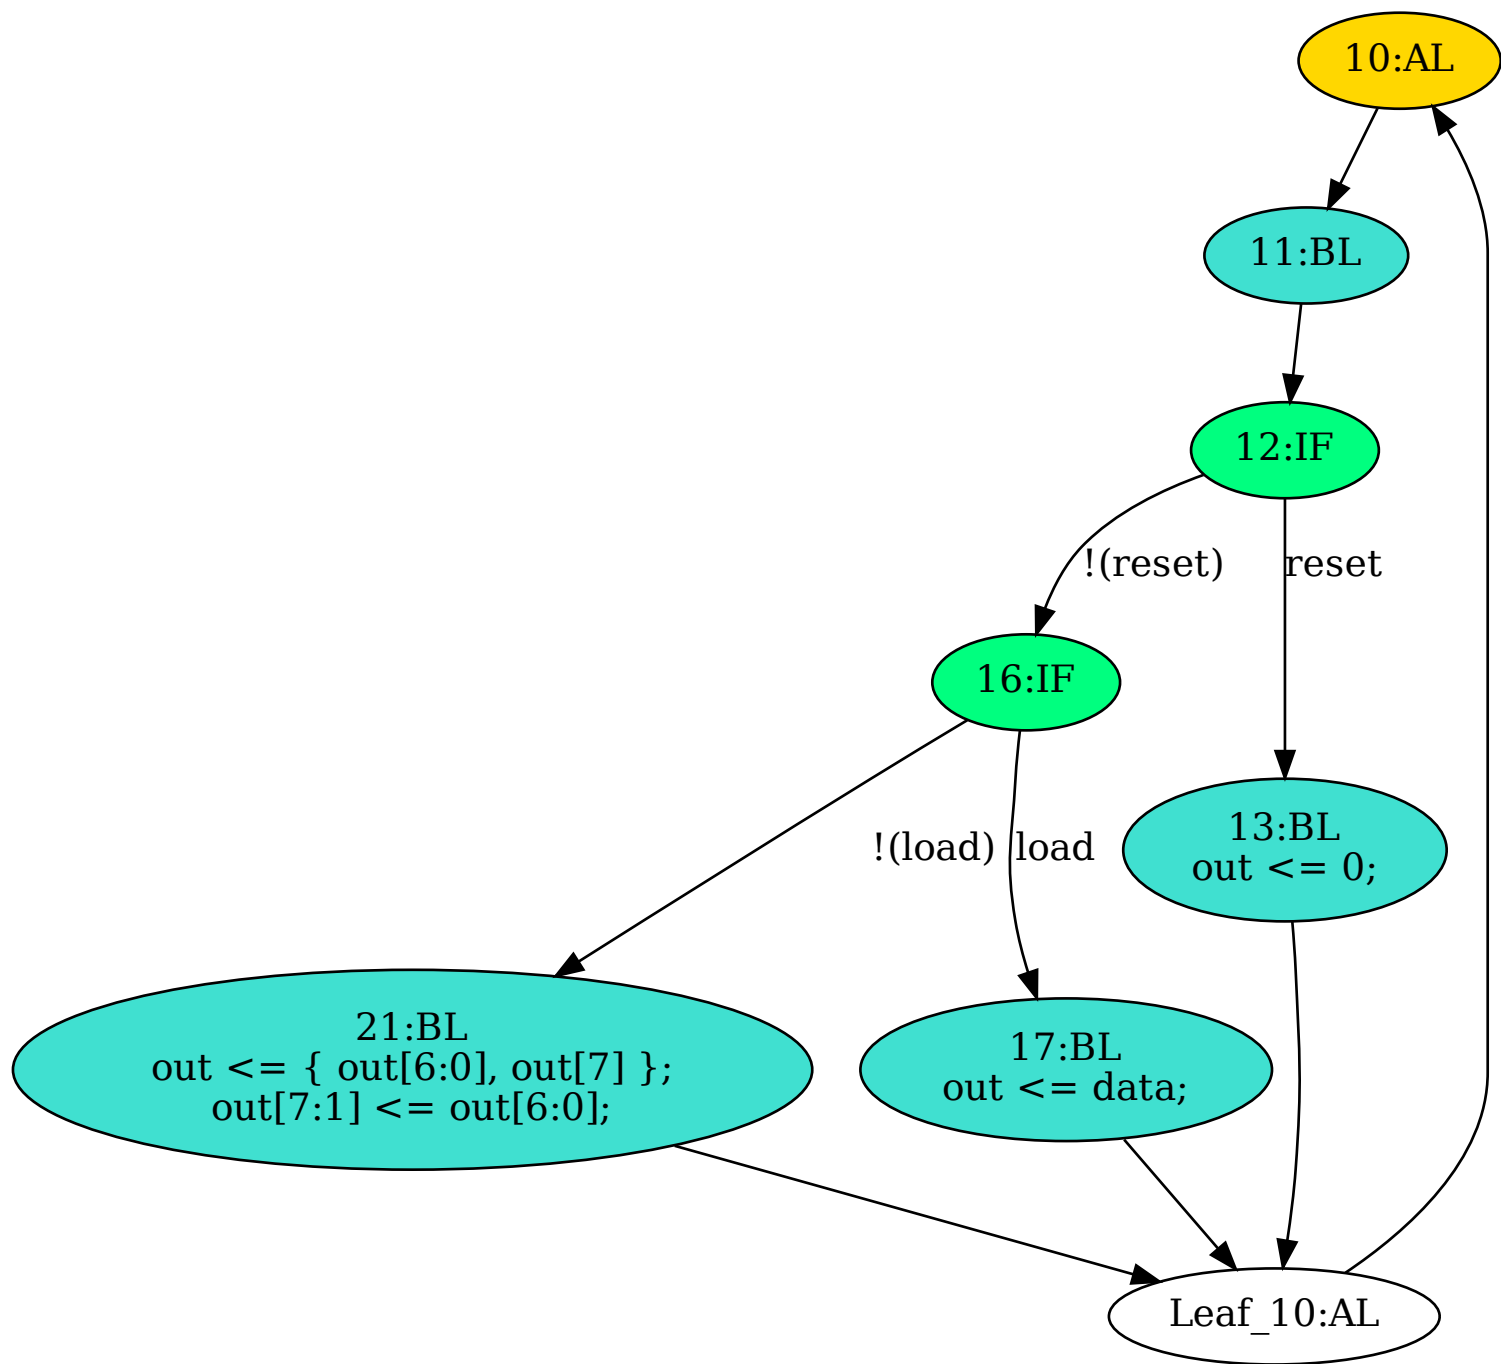 10:AL
11:BL
12:IF
!(reset)
reset
16:IF
13:BL
out <= 0;
!(load)
load
21:BL
out <= { out[6:0], out[7] };
out[7:1] <= out[6:0];
17:BL
out <= data;
Leaf_10:AL